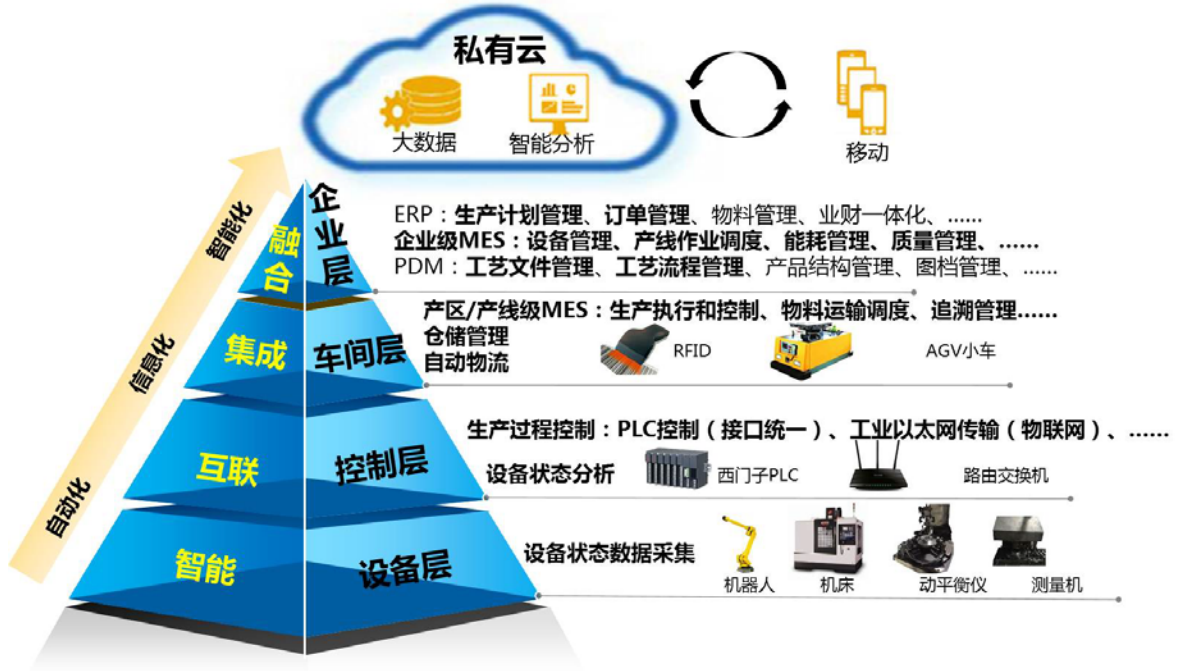 私有云
大数据
智能分析
移动
智能化
信息化
自动化
融合
企业层
ERP：生产计划管理、订单管理、物料管理、业财一体化、......
企业级MES：设备管理、产线作业调度、能耗管理、质量管理、......
PDM：工艺文件管理、工艺流程管理、产品结构管理、图档管理、......
集成
车间层
产区/产线级MES：生产执行和控制、物料运输调度、追溯管理......
仓储管理
自动物流
RFID
AGV小车
互联
控制层
生产过程控制：PLC控制（接口统一）、工业以太网传输（物联网）、......
设备状态分析
西门子PLC
路由交换机
智能
设备层
设备状态数据采集
机器人
机床
动平衡仪
测量机